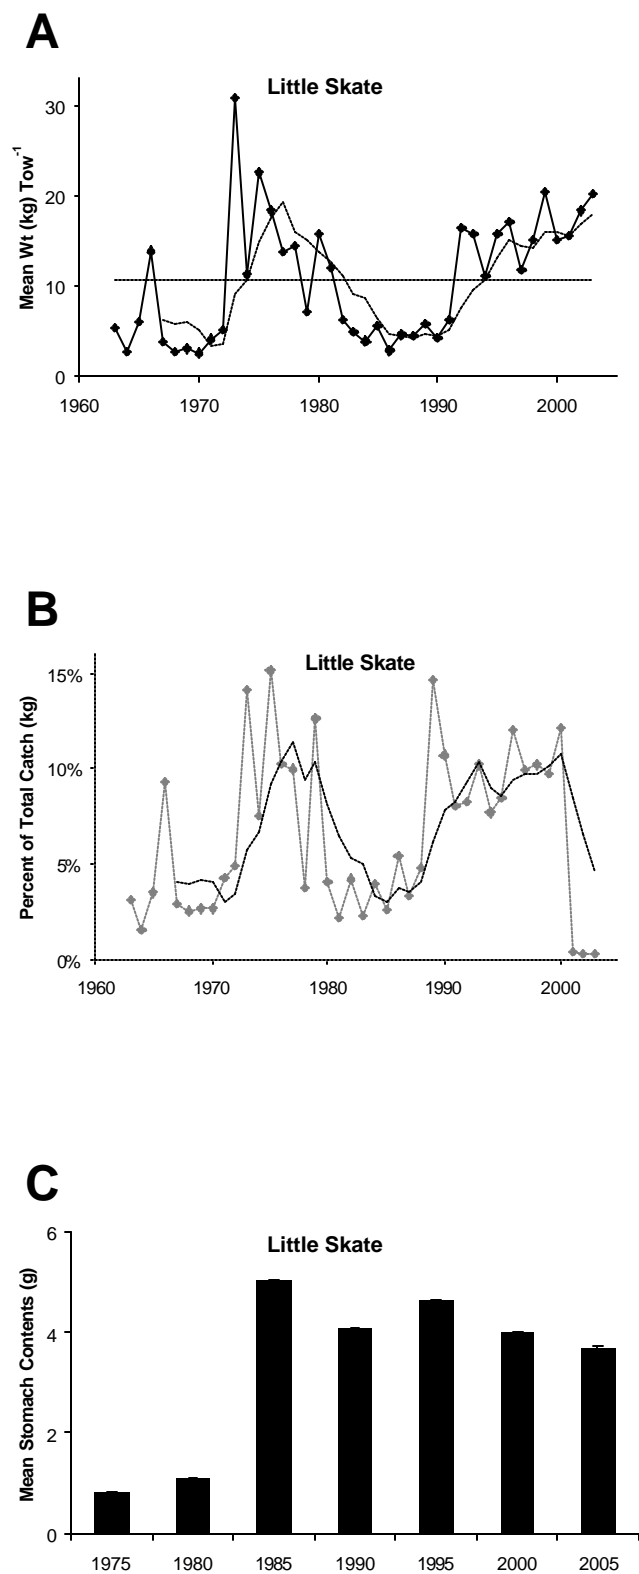 A
Little Skate
Mean Wt (kg) Tow-1
30
20
10
0
1960 1970 1980 1990 2000
B
Little Skate
Percent of Total Catch (kg)
15%
10%
5%
0%
1960 1970 1980 1990 2000
C
Little Skate
Mean Stomach Contents (g)
6
4
2
0
1975 1980 1985 1990 1995 2000 2005